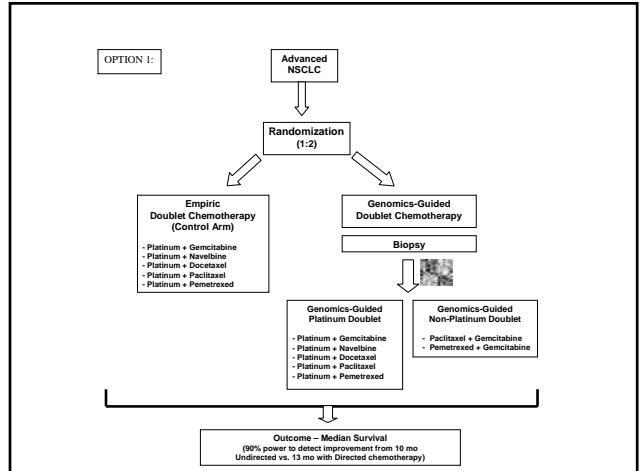 OPTION 1:
Advanced
NSCLC
Randomization
(1:2)
Empiric
Doublet Chemotherapy
(Control Arm)
- Platinum + Gemcitabine
- Platinum + Navelbine
- Platinum + Docetaxel
- Platinum + Paclitaxel
- Platinum + Pemetrexed
Genomics-Guided
Doublet Chemotherapy
Biopsy
Genomics-Guided
Platinum Doublet
- Platinum + Gemcitabine
- Platinum + Navelbine
- Platinum + Docetaxel
- Platinum + Paclitaxel
- Platinum + Pemetrexed
Genomics-Guided
Non-Platinum Doublet
- Paclitaxel + Gemcitabine
- Pemetrexed + Gemcitabine
Outcome – Median Survival
(90% power to detect improvement from 10 mo
Undirected vs. 13 mo with Directed chemotherapy)